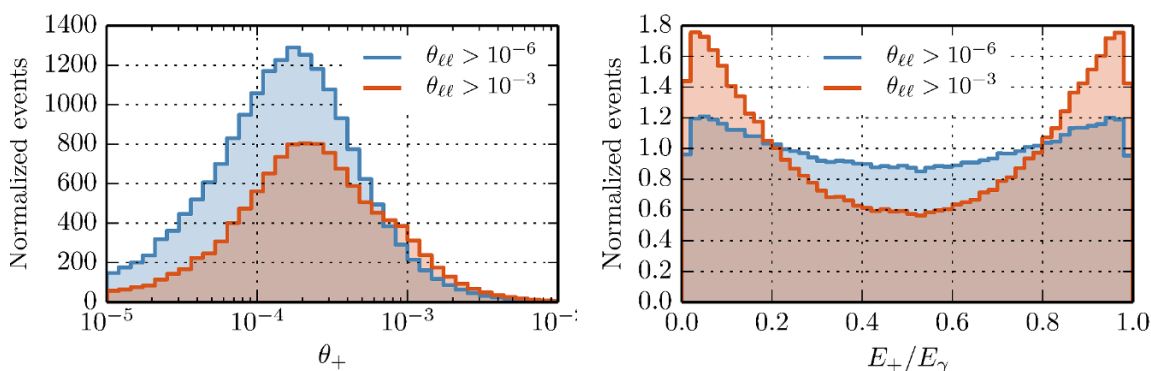 1400
1200
1000
800
600
400
200
0
Normalized events
θℓℓ > 10⁻⁶
θℓℓ > 10⁻³
10⁻⁵ 10⁻⁴ 10⁻³
θ₊
1.8
1.6
1.4
1.2
1.0
0.8
0.6
0.4
0.2
0.0
Normalized events
θℓℓ > 10⁻⁶
θℓℓ > 10⁻³
0.0 0.2 0.4 0.6 0.8 1.0
E₊/Eᵧ